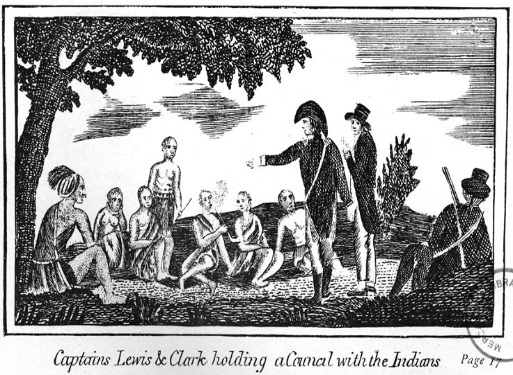 Captains Lewis & Clark holding a Council with the Indians Page 17